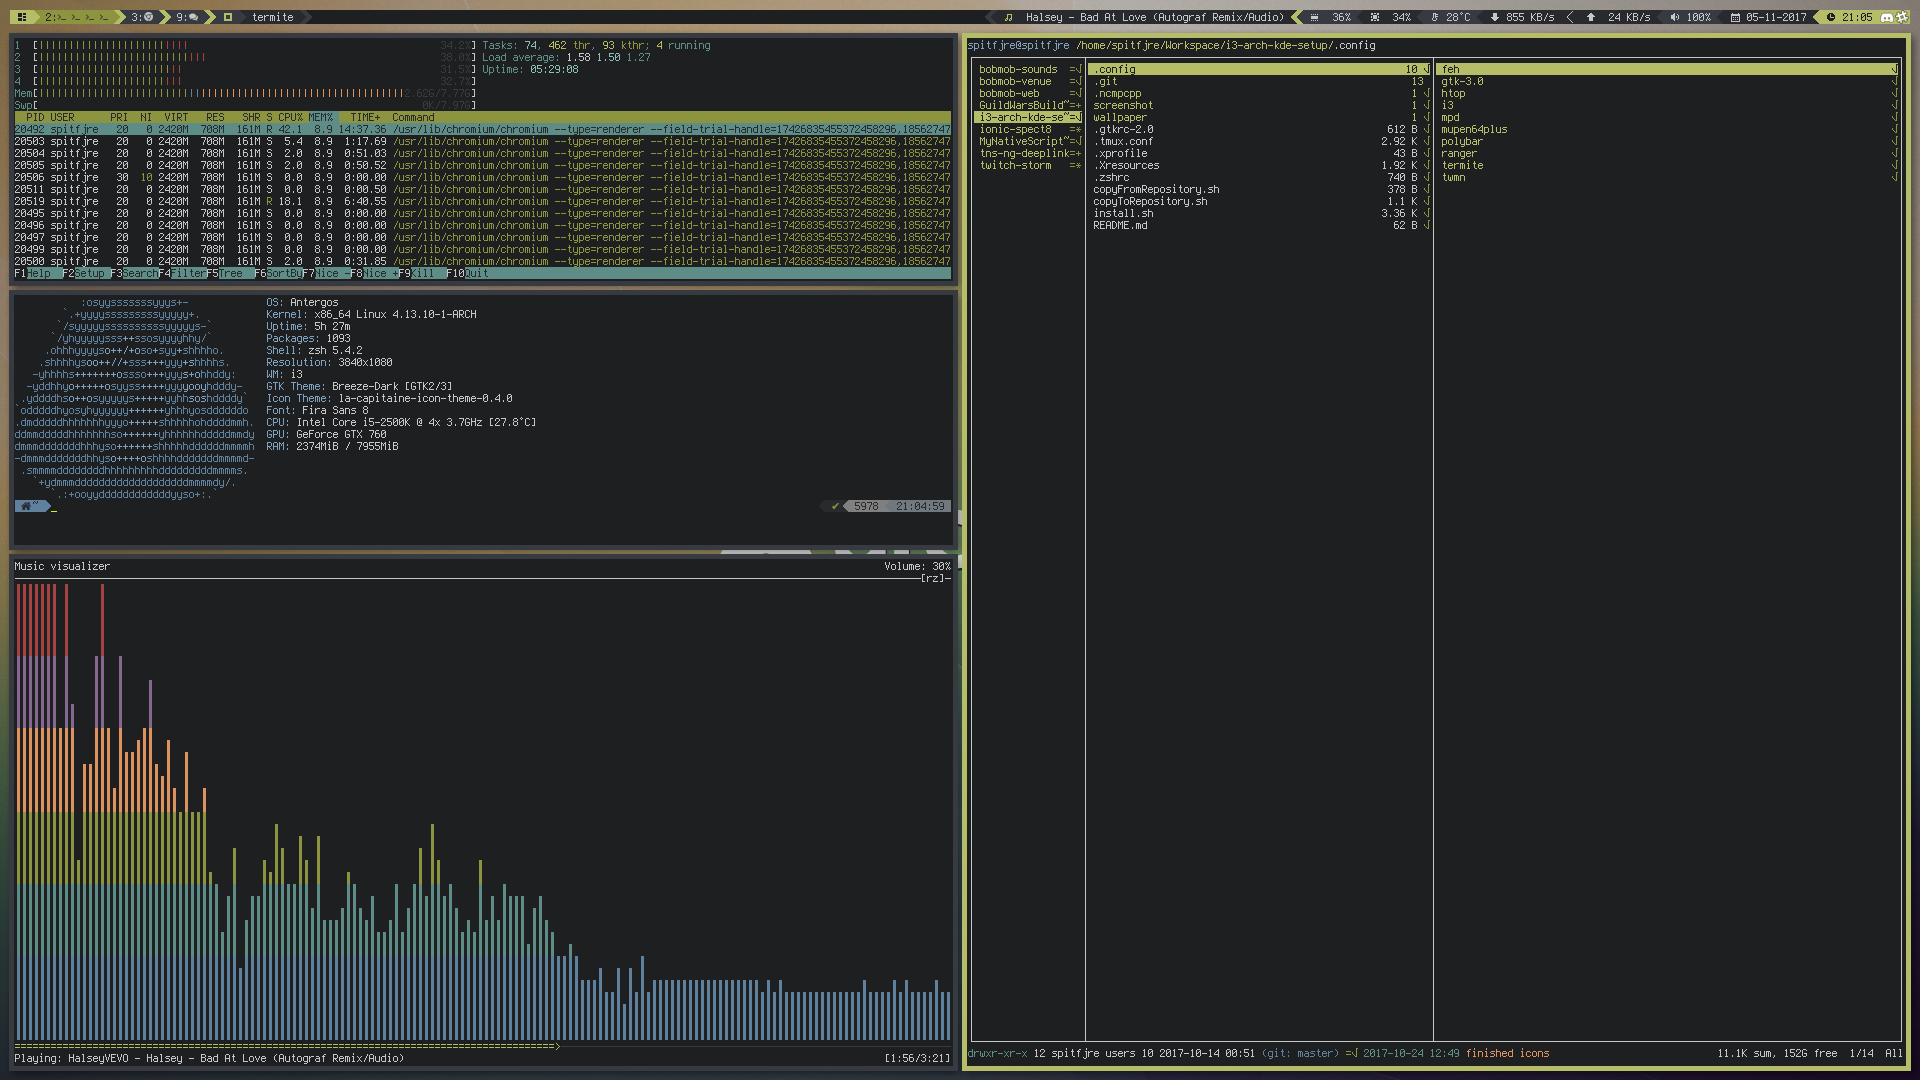 2: 3: 9: termite
Halsey - Bad At Love (Autograf Remix/Audio) 36% 34% 28°C 855 KB/s 24 KB/s 100% 05-11-2017 21:05
1 [ 34.2%] Tasks: 74, 462 thr, 93 kthr; 4 running
2 [ 38.0%] Load average: 1.58 1.50 1.27
3 [ 31.5%] Uptime: 05:29:08
4 [ 32.7%]
Mem[ 2.62G/7.77G]
Swp[ 0K/7.97G]
PID USER PRI NI VIRT RES SHR S CPU% MEM% TIME+ Command
20492 spitfjre 20 0 2420M 708M 161M R 42.1 8.9 14:37.36 /usr/lib/chromium/chromium --type=renderer --field-trial-handle=17426835455372458296,18562747
20503 spitfjre 20 0 2420M 708M 161M S 5.4 8.9 1:17.69 /usr/lib/chromium/chromium --type=renderer --field-trial-handle=17426835455372458296,18562747
20504 spitfjre 20 0 2420M 708M 161M S 2.0 8.9 0:51.03 /usr/lib/chromium/chromium --type=renderer --field-trial-handle=17426835455372458296,18562747
20505 spitfjre 20 0 2420M 708M 161M S 2.0 8.9 0:50.52 /usr/lib/chromium/chromium --type=renderer --field-trial-handle=17426835455372458296,18562747
20506 spitfjre 30 10 2420M 708M 161M S 0.0 8.9 0:00.00 /usr/lib/chromium/chromium --type=renderer --field-trial-handle=17426835455372458296,18562747
20511 spitfjre 20 0 2420M 708M 161M S 0.0 8.9 0:00.50 /usr/lib/chromium/chromium --type=renderer --field-trial-handle=17426835455372458296,18562747
20519 spitfjre 20 0 2420M 708M 161M R 18.1 8.9 6:40.55 /usr/lib/chromium/chromium --type=renderer --field-trial-handle=17426835455372458296,18562747
20495 spitfjre 20 0 2420M 708M 161M S 0.0 8.9 0:00.00 /usr/lib/chromium/chromium --type=renderer --field-trial-handle=17426835455372458296,18562747
20496 spitfjre 20 0 2420M 708M 161M S 0.0 8.9 0:00.00 /usr/lib/chromium/chromium --type=renderer --field-trial-handle=17426835455372458296,18562747
20497 spitfjre 20 0 2420M 708M 161M S 0.0 8.9 0:00.00 /usr/lib/chromium/chromium --type=renderer --field-trial-handle=17426835455372458296,18562747
20499 spitfjre 20 0 2420M 708M 161M S 0.0 8.9 0:00.00 /usr/lib/chromium/chromium --type=renderer --field-trial-handle=17426835455372458296,18562747
20500 spitfjre 20 0 2420M 708M 161M S 2.0 8.9 0:31.85 /usr/lib/chromium/chromium --type=renderer --field-trial-handle=17426835455372458296,18562747
F1Help F2Setup F3SearchF4FilterF5Tree F6SortByF7Nice -F8Nice +F9Kill F10Quit
OS: Antergos
Kernel: x86_64 Linux 4.13.10-1-ARCH
Uptime: 5h 27m
Packages: 1093
Shell: zsh 5.4.2
Resolution: 3840x1080
WM: i3
GTK Theme: Breeze-Dark [GTK2/3]
Icon Theme: la-capitaine-icon-theme-0.4.0
Font: Fira Sans 8
CPU: Intel Core i5-2500K @ 4x 3.7GHz [27.8°C]
GPU: GeForce GTX 760
RAM: 2374MiB / 7955MiB
~ _ ✔ 5978 21:04:59
Music visualizer Volume: 30%
[rz]
Playing: HalseyVEVO - Halsey - Bad At Love (Autograf Remix/Audio) [1:56/3:21]
spitfjre@spitfjre /home/spitfjre/Workspace/i3-arch-kde-setup/.config
bobmob-sounds =√
bobmob-venue =√
bobmob-web =√
GuildWarsBuild~=+
i3-arch-kde-se~=√
ionic-spect8 =*
MyNativeScript~=√
tns-ng-deeplink=+
twitch-storm =*
.config 10 √
.git 13
.ncmpcpp 1 √
screenshot 1 √
wallpaper 1 √
.gtkrc-2.0 612 B √
.tmux.conf 2.92 K √
.xprofile 43 B √
.Xresources 1.92 K √
.zshrc 740 B √
copyFromRepository.sh 378 B √
copyToRepository.sh 1.1 K √
install.sh 3.36 K √
README.md 62 B √
feh √
gtk-3.0 √
htop √
i3 √
mpd √
mupen64plus √
polybar √
ranger √
termite √
twmn √
drwxr-xr-x 12 spitfjre users 10 2017-10-14 00:51 (git: master) =√ 2017-10-24 12:49 finished icons 11.1K sum, 152G free 1/14 All